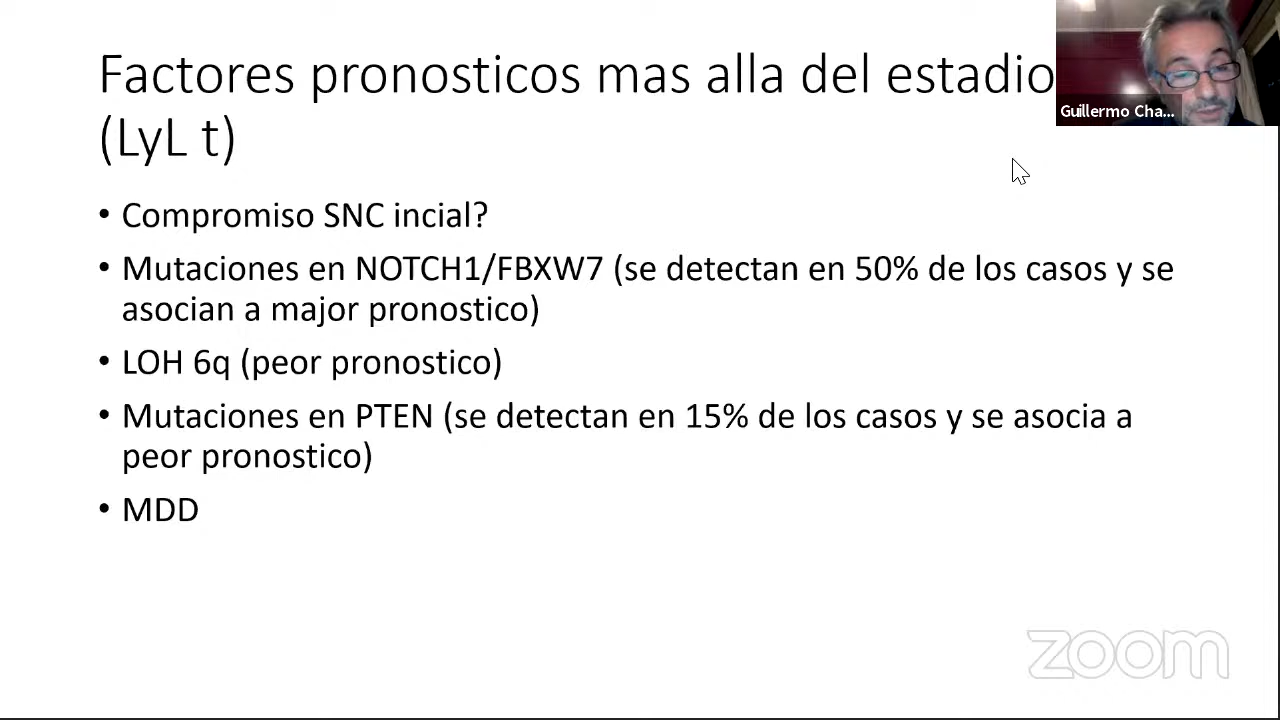 Factores pronosticos mas alla del estadio
(LyL t)
Guillermo Cha...
• Compromiso SNC incial?
• Mutaciones en NOTCH1/FBXW7 (se detectan en 50% de los casos y se
asocian a major pronostico)
• LOH 6q (peor pronostico)
• Mutaciones en PTEN (se detectan en 15% de los casos y se asocia a
peor pronostico)
• MDD
zoom